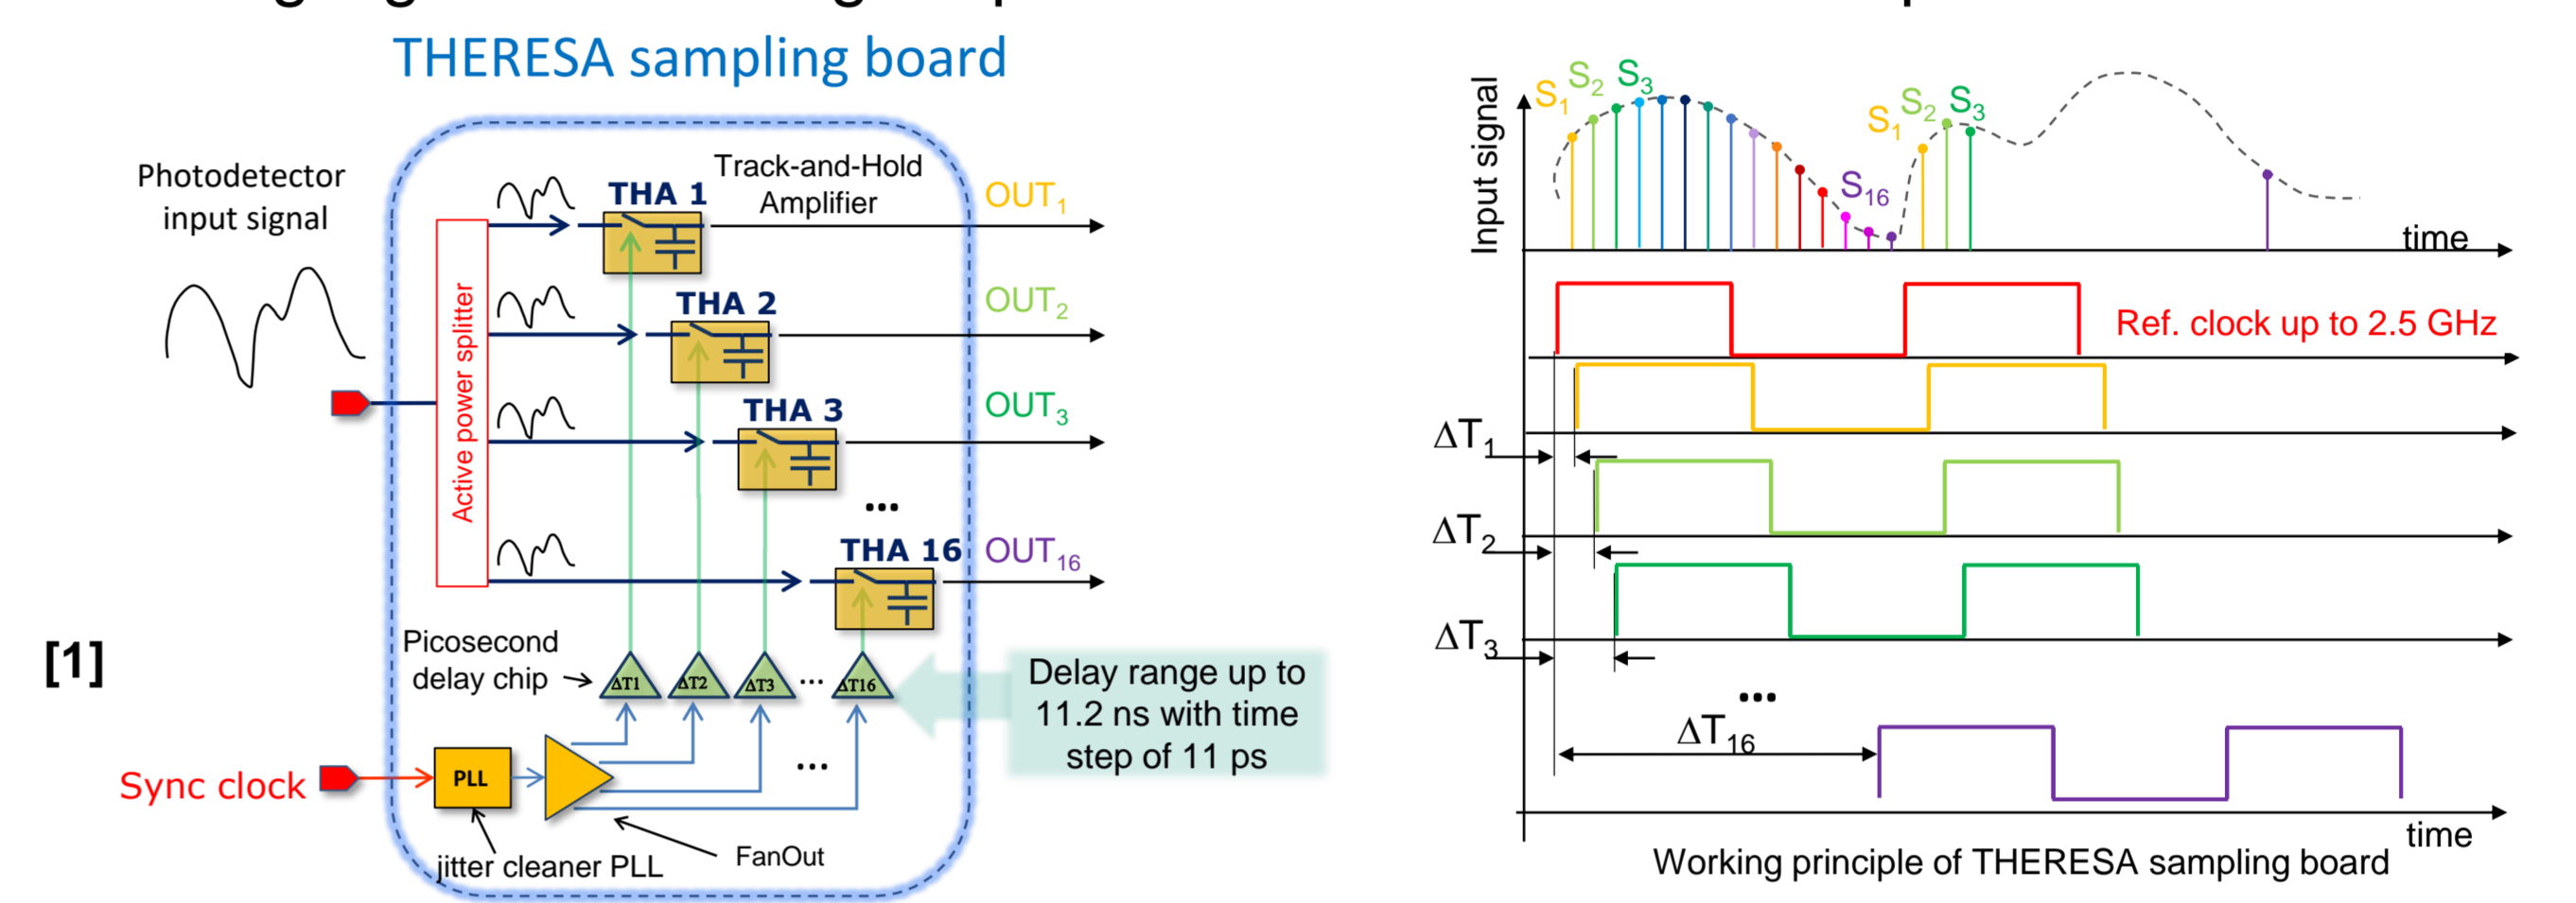 THERESA sampling board
Photodetector
input signal
Active power splitter
THA 1
Track-and-Hold
Amplifier
OUT1
THA 2
OUT2
THA 3
OUT3
...
THA 16
OUT16
[1]
Picosecond
delay chip
ΔT1
ΔT2
ΔT3
...
ΔT16
Delay range up to
11.2 ns with time
step of 11 ps
Sync clock
PLL
...
jitter cleaner PLL
FanOut
Input signal
S1
S2
S3
S16
S1
S2
S3
time
Ref. clock up to 2.5 GHz
ΔT1
ΔT2
ΔT3
...
ΔT16
time
Working principle of THERESA sampling board